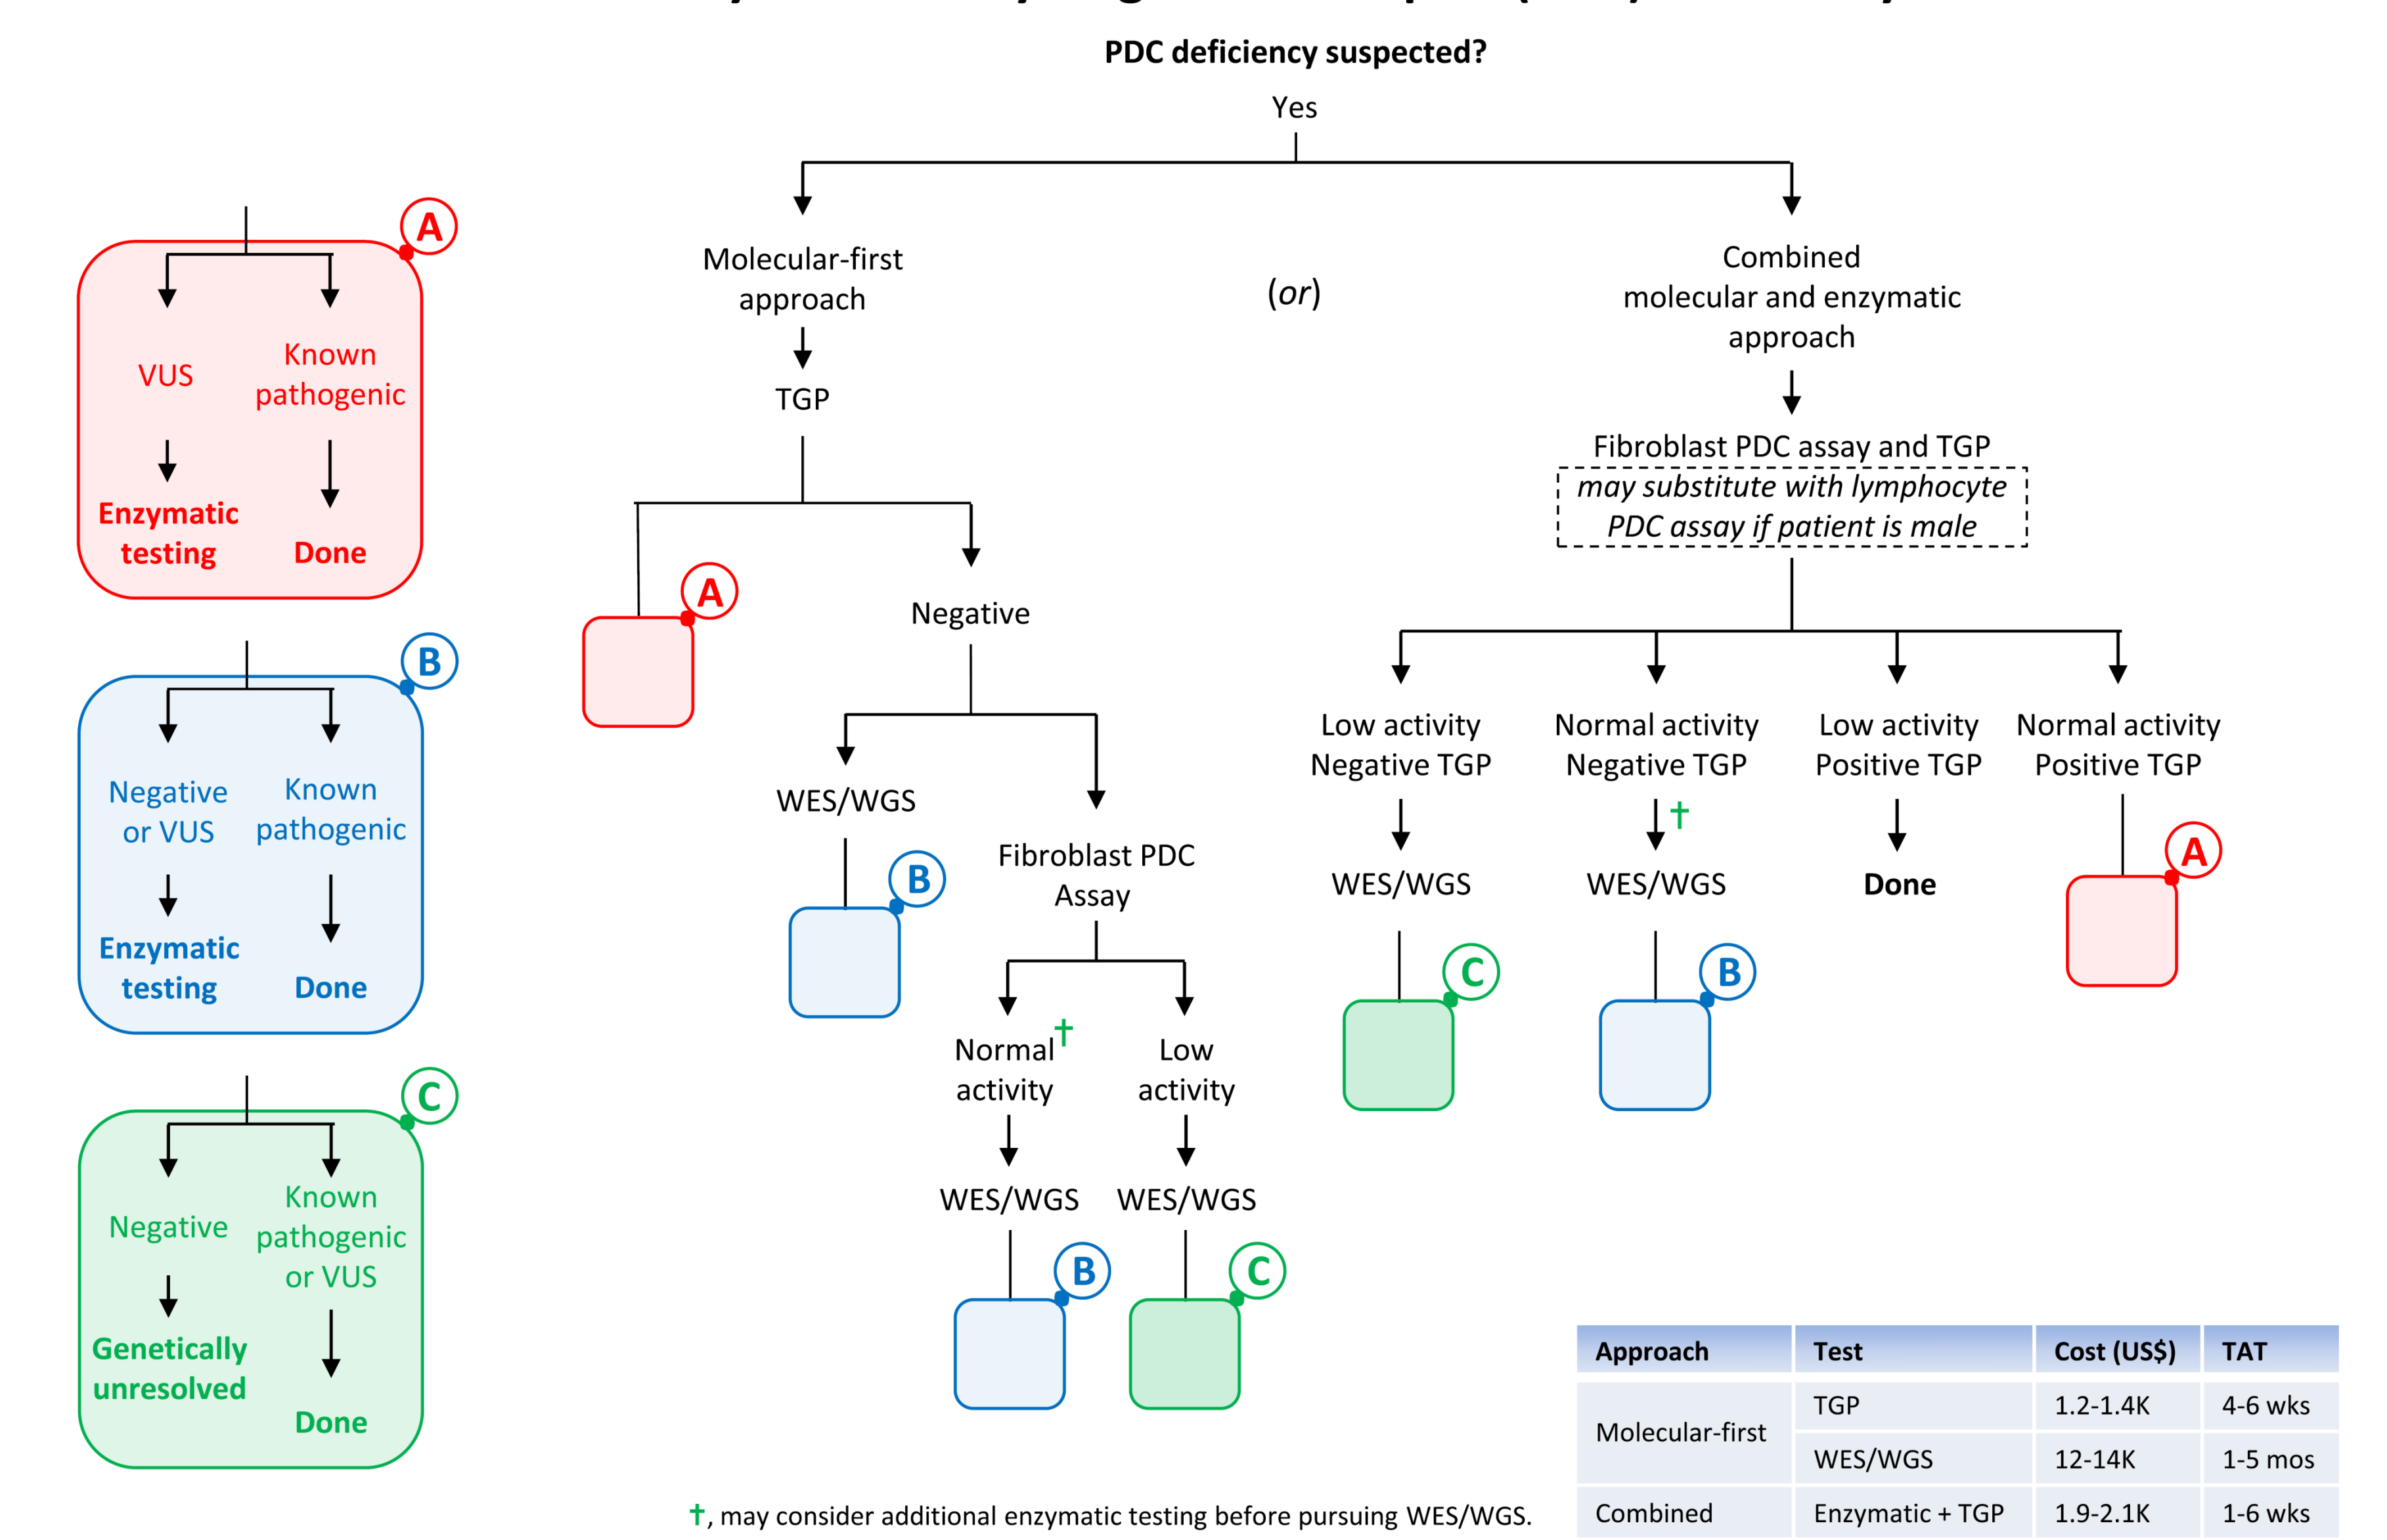 PDC deficiency suspected?
Yes
Molecular-first
approach
(or)
Combined
molecular and enzymatic
approach
TGP
Fibroblast PDC assay and TGP
may substitute with lymphocyte
PDC assay if patient is male
A
VUS
Known
pathogenic
Enzymatic
testing
Done
B
Negative
or VUS
Known
pathogenic
Enzymatic
testing
Done
C
Negative
Known
pathogenic
or VUS
Genetically
unresolved
Done
A
Negative
WES/WGS
B
Fibroblast PDC
Assay
Normal†
activity
Low
activity
WES/WGS
WES/WGS
B
C
Low activity
Negative TGP
Normal activity
Negative TGP
Low activity
Positive TGP
Normal activity
Positive TGP
†
WES/WGS
WES/WGS
Done
A
C
B
Approach Test Cost (US$) TAT
Molecular-first
TGP 1.2-1.4K 4-6 wks
WES/WGS 12-14K 1-5 mos
Combined Enzymatic + TGP 1.9-2.1K 1-6 wks
†, may consider additional enzymatic testing before pursuing WES/WGS.